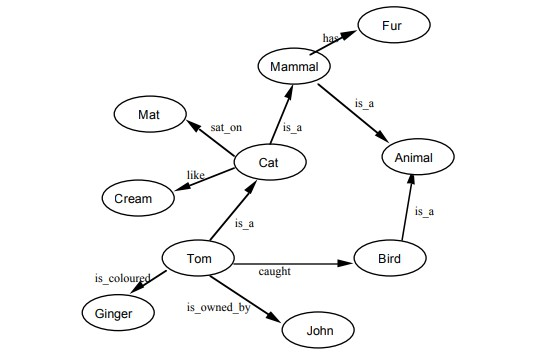 Fur
has
Mammal
is_a
Mat
sat_on
is_a
Cat
Animal
like
Cream
is_a
is_a
Tom
Bird
caught
is_coloured
is_owned_by
Ginger
John